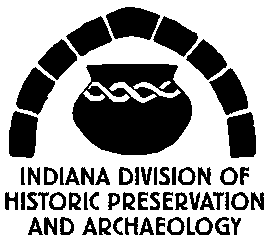 INDIANA DIVISION OF
HISTORIC PRESERVATION
AND ARCHAEOLOGY